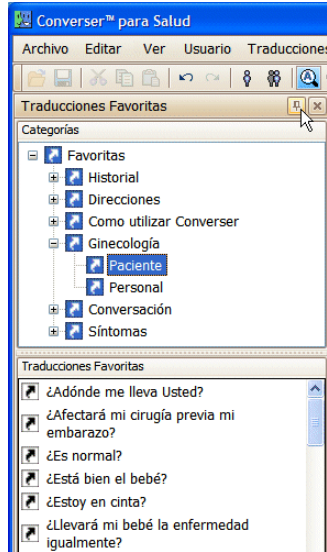 Converser™ para Salud
Archivo Editar Ver Usuario Traducciones
Traducciones Favoritas
Categorías
Favoritas
Historial
Direcciones
Como utilizar Converser
Ginecología
Paciente
Personal
Conversación
Síntomas
Traducciones Favoritas
¿Adónde me lleva Usted?
¿Afectará mi cirugía previa mi
embarazo?
¿Es normal?
¿Está bien el bebé?
¿Estoy en cinta?
¿Llevará mi bebé la enfermedad
igualmente?